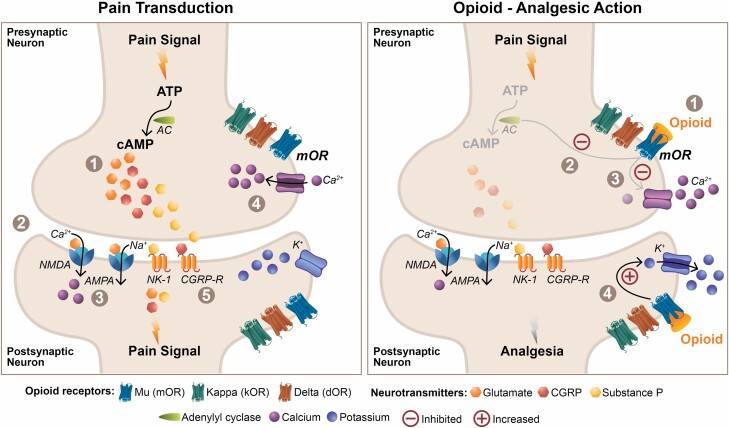 Pain Transduction
Presynaptic
Neuron
Pain Signal
ATP
AC
cAMP
1
mOR
Ca²⁺
4
2
Ca²⁺
Na⁺
K⁺
NMDA
AMPA
NK-1
CGRP-R
3
5
Pain Signal
Postsynaptic
Neuron
Opioid - Analgesic Action
Presynaptic
Neuron
Pain Signal
ATP
AC
cAMP
1
Opioid
mOR
2
3
Ca²⁺
Ca²⁺
Na⁺
K⁺
NMDA
AMPA
NK-1
CGRP-R
4
Opioid
Analgesia
Postsynaptic
Neuron
Opioid receptors: Mu (mOR) Kappa (kOR) Delta (dOR) Neurotransmitters: Glutamate CGRP Substance P
Adenylyl cyclase Calcium Potassium Inhibited Increased